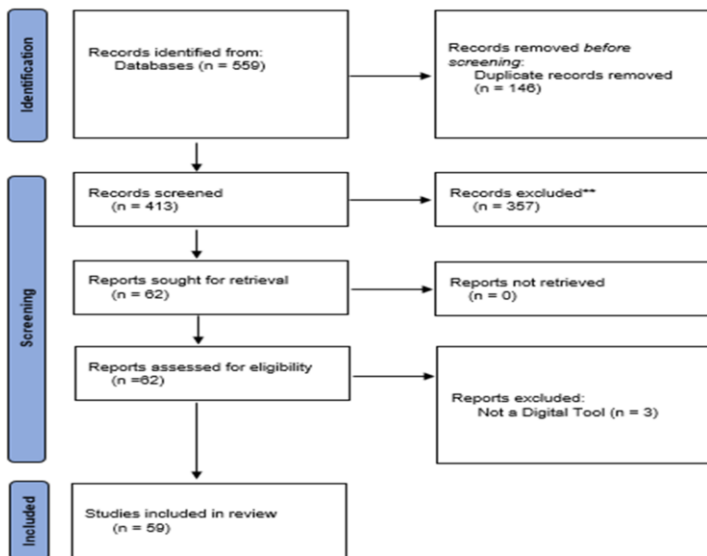 Identification
Records identified from:
Databases (n = 559)
Records removed before
screening:
Duplicate records removed
(n = 146)
Screening
Records screened
(n = 413)
Records excluded**
(n = 357)
Reports sought for retrieval
(n = 62)
Reports not retrieved
(n = 0)
Reports assessed for eligibility
(n =62)
Reports excluded:
Not a Digital Tool (n = 3)
Included
Studies included in review
(n = 59)